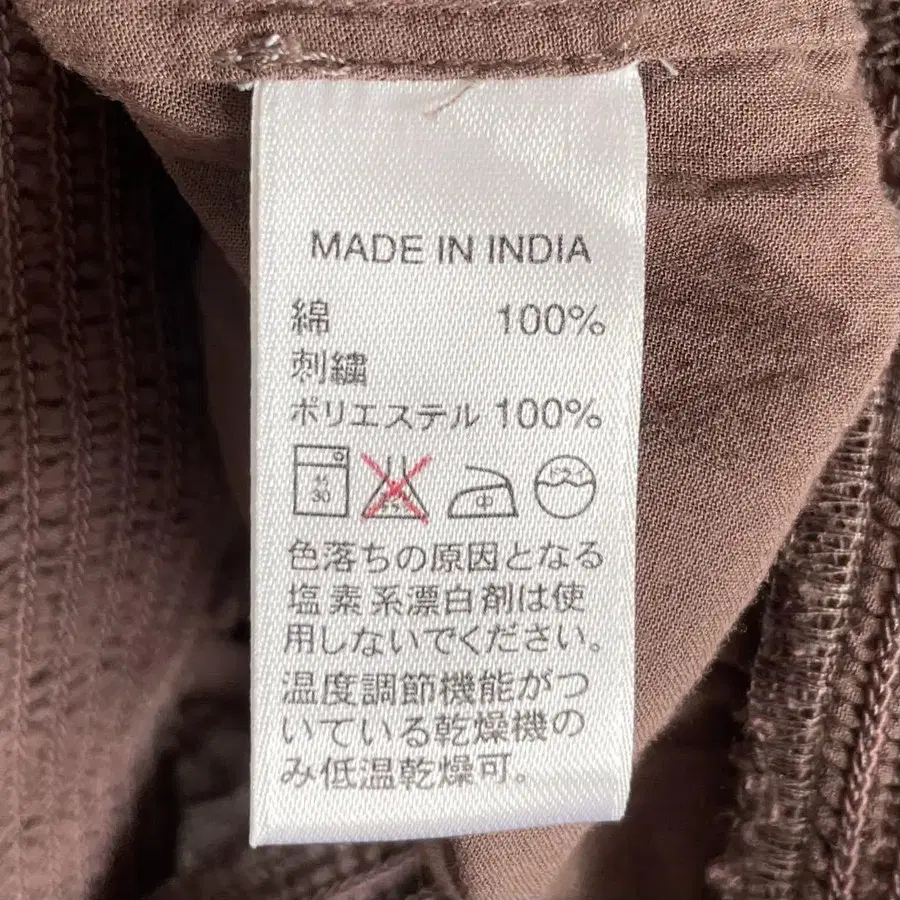 MADE IN INDIA
綿 100%
刺繍
ポリエステル 100%
30 中
色落ちの原因となる
塩素系漂白剤は使
用しないでください。
温度調節機能がつ
いている乾燥機の
み低温乾燥可。